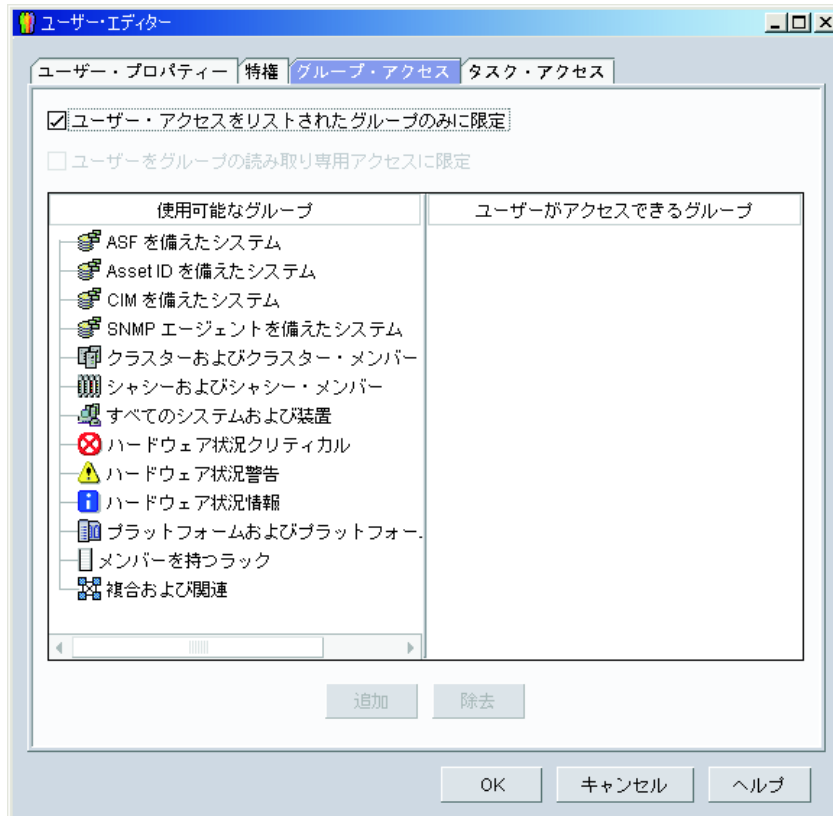 ユーザー・エディター
ユーザー・プロパティー 特権 グループ・アクセス タスク・アクセス
ユーザー・アクセスをリストされたグループのみに限定
ユーザーをグループの読み取り専用アクセスに限定
使用可能なグループ ユーザーがアクセスできるグループ
ASF を備えたシステム
Asset ID を備えたシステム
CIM を備えたシステム
SNMP エージェントを備えたシステム
クラスターおよびクラスター・メンバー
シャシーおよびシャシー・メンバー
すべてのシステムおよび装置
ハードウェア状況クリティカル
ハードウェア状況警告
ハードウェア状況情報
プラットフォームおよびプラットフォー.
メンバーを持つラック
複合および関連
追加 除去
OK キャンセル ヘルプ